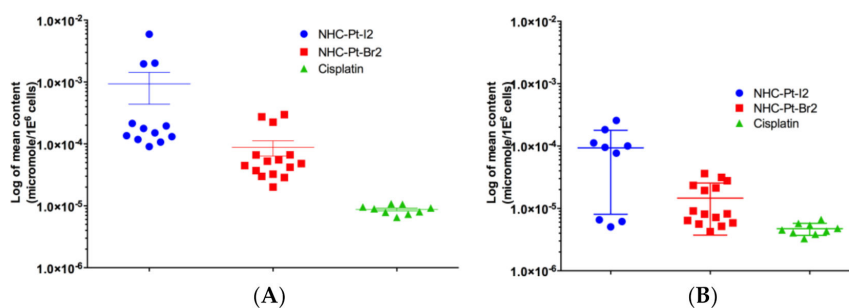 1.0×10⁻²
1.0×10⁻³
1.0×10⁻⁴
1.0×10⁻⁵
1.0×10⁻⁶
Log of mean content
(micromole/1E⁶ cells)
NHC-Pt-I2
NHC-Pt-Br2
Cisplatin
(A)
1.0×10⁻²
1.0×10⁻³
1.0×10⁻⁴
1.0×10⁻⁵
1.0×10⁻⁶
Log of mean content
(micromole/1E⁶ cells)
NHC-Pt-I2
NHC-Pt-Br2
Cisplatin
(B)